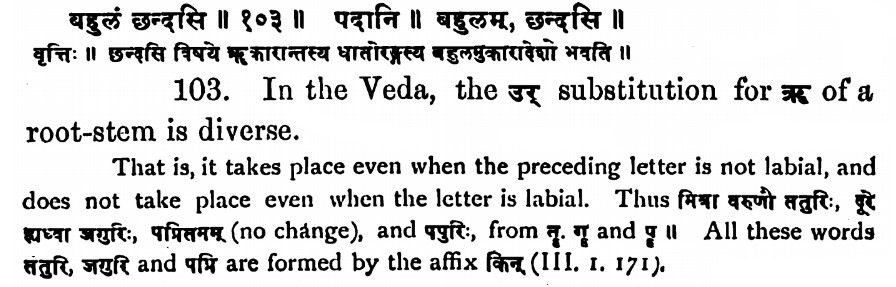 बहुलं छन्दसि ॥ १०३ ॥ पदानि ॥ बहुलम्, छन्दसि ॥
वृत्तिः ॥ छन्दसि विषये ॠकारान्तस्य धातोरङ्गस्य बहुलमुकारादेशो भवति ॥
103. In the Veda, the उर् substitution for ॠ of a
root-stem is diverse.
That is, it takes place even when the preceding letter is not labial, and
does not take place even when the letter is labial. Thus मित्रा वरुणौ ततुरिः, दूरे
ह्यध्वा जगुरिः, पप्रितमम् (no change), and पपुरिः, from तॄ. गॄ and पॄ ॥ All these words
ततुरि, जगुरि and पप्रि are formed by the affix किन् (III. 1. 171).